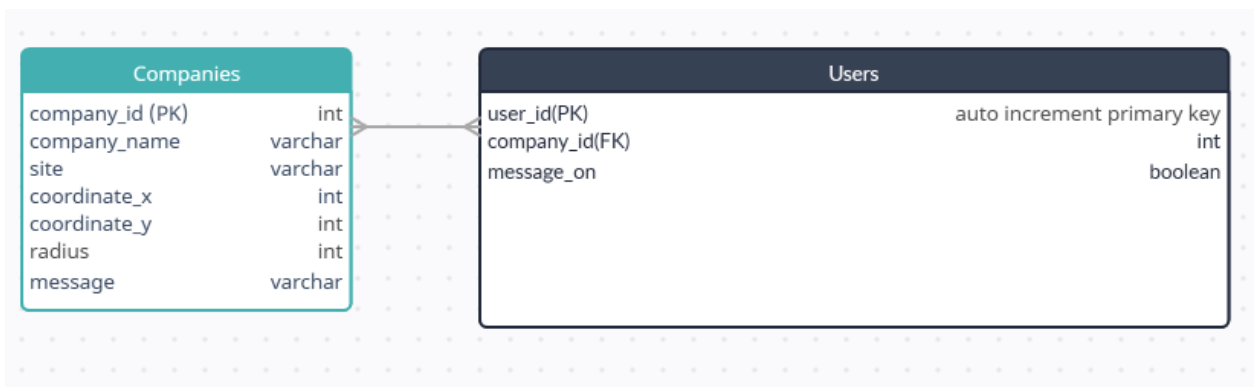 Companies
company_id (PK) int
company_name varchar
site varchar
coordinate_x int
coordinate_y int
radius int
message varchar
Users
user_id(PK) auto increment primary key
company_id(FK) int
message_on boolean